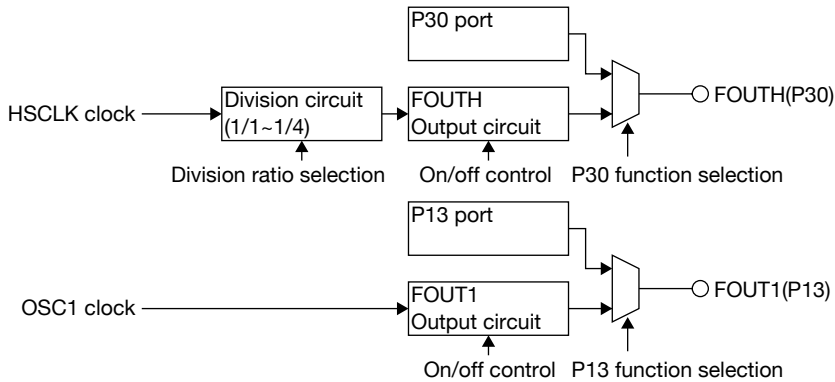 P30 port
HSCLK clock
Division circuit
(1/1~1/4)
FOUTH
Output circuit
FOUTH(P30)
Division ratio selection
On/off control
P30 function selection
P13 port
OSC1 clock
FOUT1
Output circuit
FOUT1(P13)
On/off control
P13 function selection